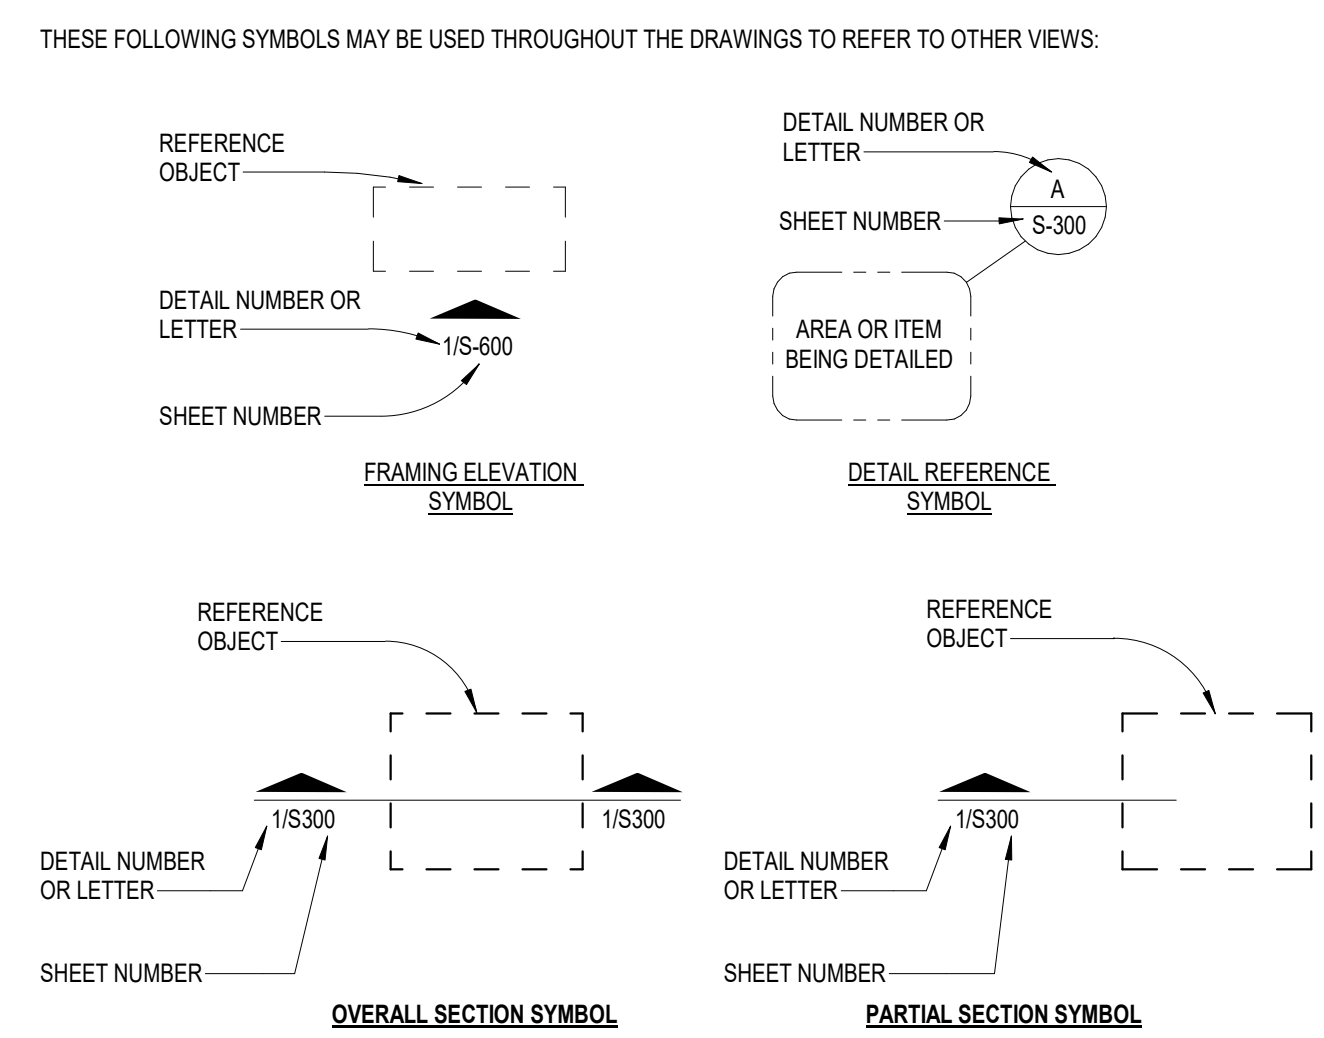 THESE FOLLOWING SYMBOLS MAY BE USED THROUGHOUT THE DRAWINGS TO REFER TO OTHER VIEWS:
REFERENCE
OBJECT
DETAIL NUMBER OR
LETTER
1/S-600
SHEET NUMBER
FRAMING ELEVATION
SYMBOL
DETAIL NUMBER OR
LETTER
A
SHEET NUMBER
S-300
AREA OR ITEM
BEING DETAILED
DETAIL REFERENCE
SYMBOL
REFERENCE
OBJECT
1/S300
1/S300
DETAIL NUMBER
OR LETTER
SHEET NUMBER
OVERALL SECTION SYMBOL
REFERENCE
OBJECT
1/S300
DETAIL NUMBER
OR LETTER
SHEET NUMBER
PARTIAL SECTION SYMBOL